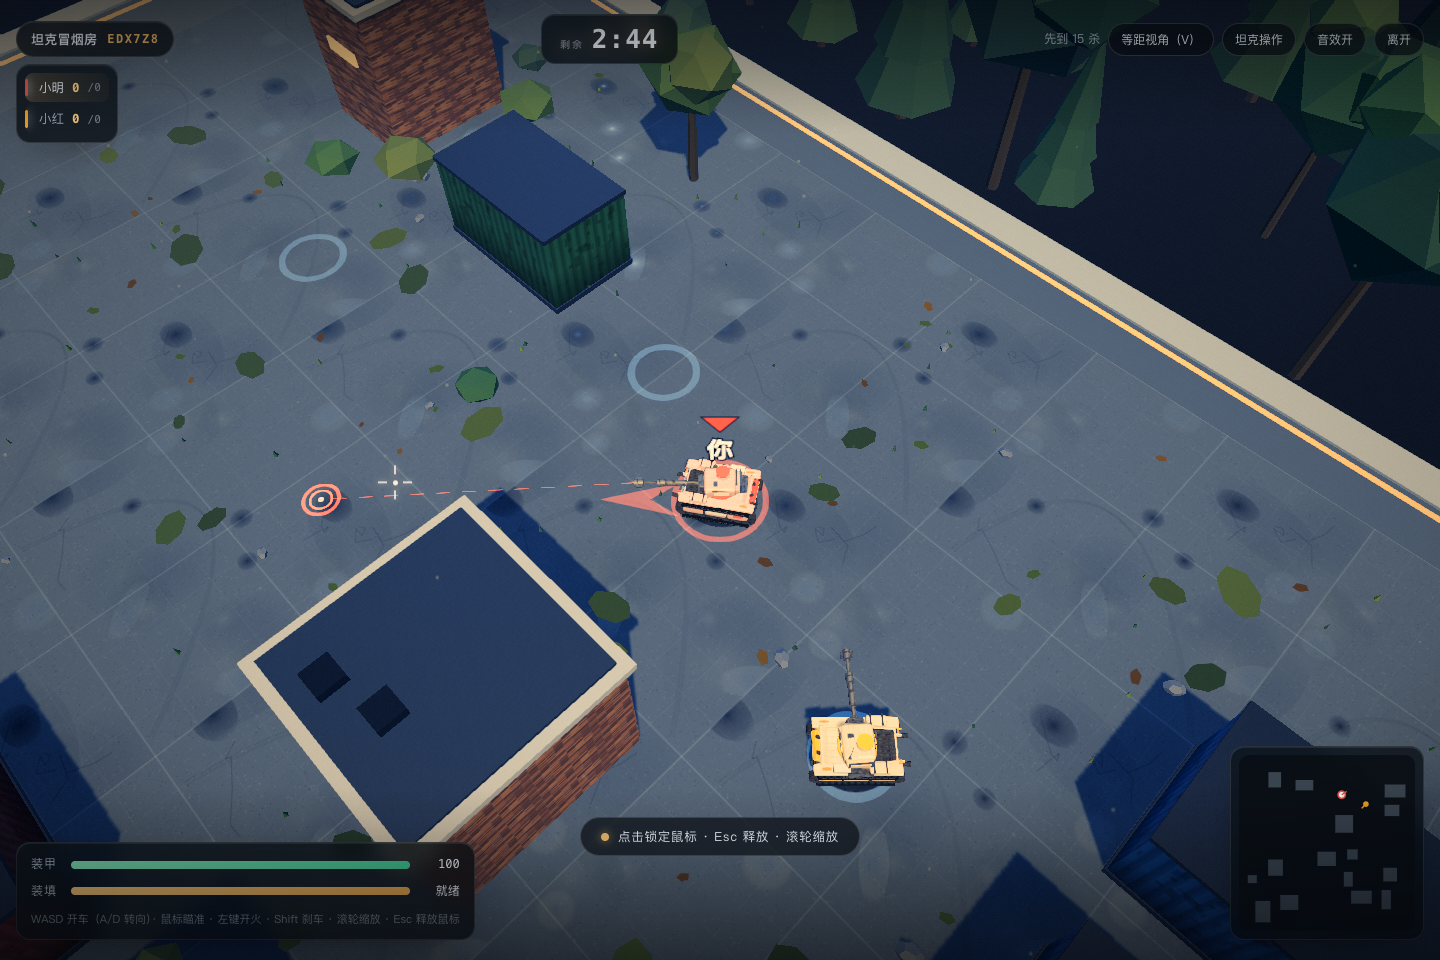 坦克冒烟房 EDX7Z8
剩余 2:44
先到 15 杀
等距视角 (V)
坦克操作
音效开
离开
小明 0 /0
小红 0 /0
你
点击锁定鼠标 · Esc 释放 · 滚轮缩放
装甲 100
装填 就绪
WASD 开车 (A/D 转向) · 鼠标瞄准 · 左键开火 · Shift 刹车 · 滚轮缩放 · Esc 释放鼠标